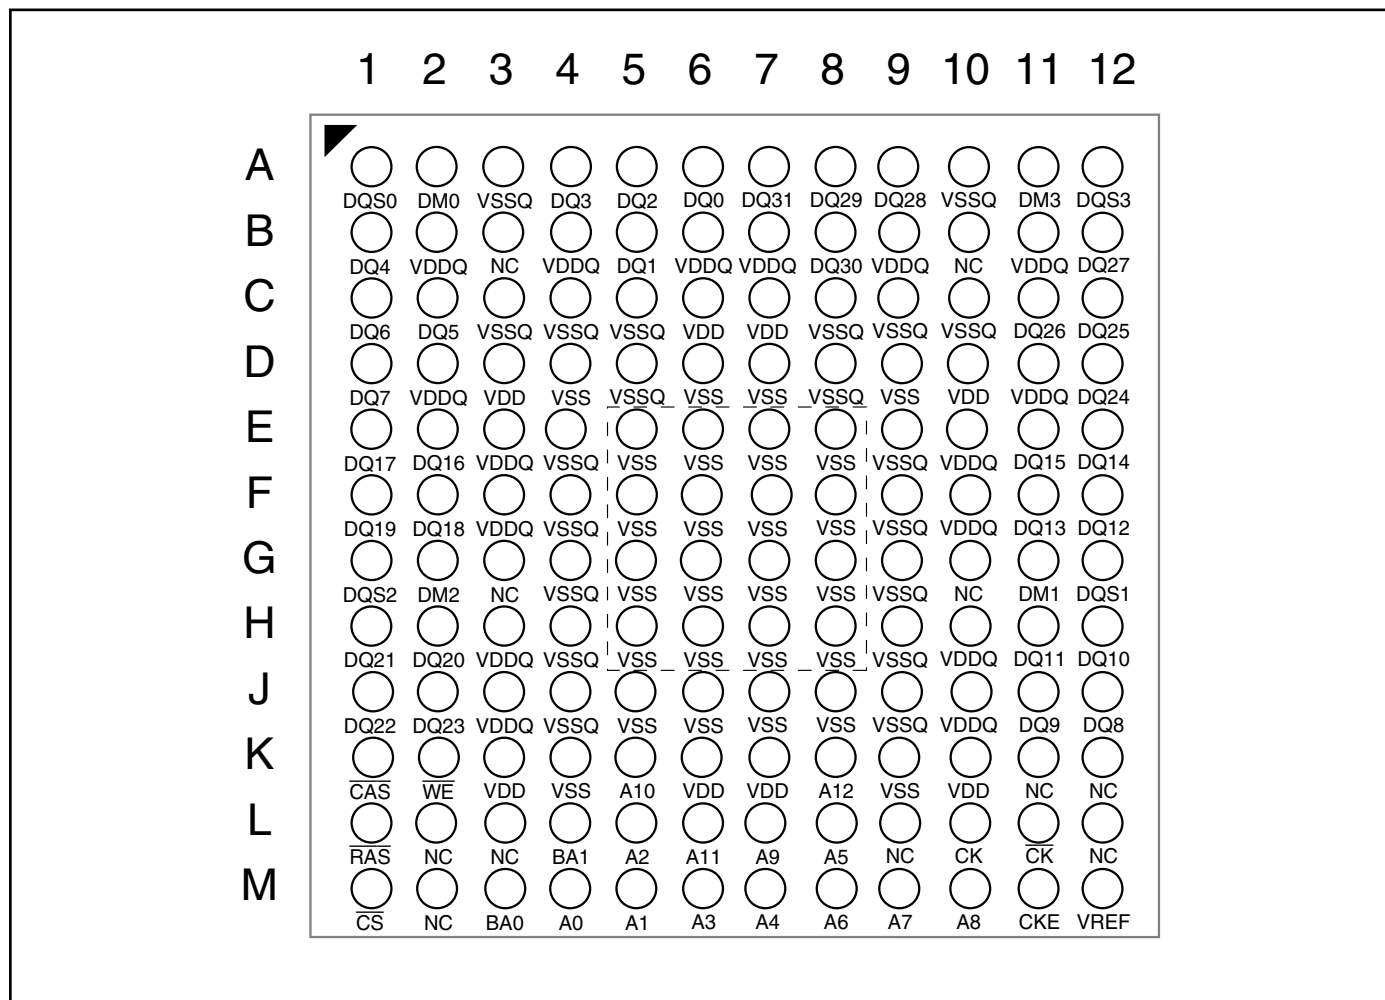 1 2 3 4 5 6 7 8 9 10 11 12
A
DQS0 DM0 VSSQ DQ3 DQ2 DQ0 DQ31 DQ29 DQ28 VSSQ DM3 DQS3
B
DQ4 VDDQ NC VDDQ DQ1 VDDQ VDDQ DQ30 VDDQ NC VDDQ DQ27
C
DQ6 DQ5 VSSQ VSSQ VSSQ VDD VDD VSSQ VSSQ VSSQ DQ26 DQ25
D
DQ7 VDDQ VDD VSS VSSQ VSS VSS VSSQ VSS VDD VDDQ DQ24
E
DQ17 DQ16 VDDQ VSSQ VSS VSS VSS VSS VSSQ VDDQ DQ15 DQ14
F
DQ19 DQ18 VDDQ VSSQ VSS VSS VSS VSS VSSQ VDDQ DQ13 DQ12
G
DQS2 DM2 NC VSSQ VSS VSS VSS VSS VSSQ NC DM1 DQS1
H
DQ21 DQ20 VDDQ VSSQ VSS VSS VSS VSS VSSQ VDDQ DQ11 DQ10
J
DQ22 DQ23 VDDQ VSSQ VSS VSS VSS VSS VSSQ VDDQ DQ9 DQ8
K
C̅A̅S̅ W̅E̅ VDD VSS A10 VDD VDD A12 VSS VDD NC NC
L
R̅A̅S̅ NC NC BA1 A2 A11 A9 A5 NC CK C̅K̅ NC
M
C̅S̅ NC BA0 A0 A1 A3 A4 A6 A7 A8 CKE VREF